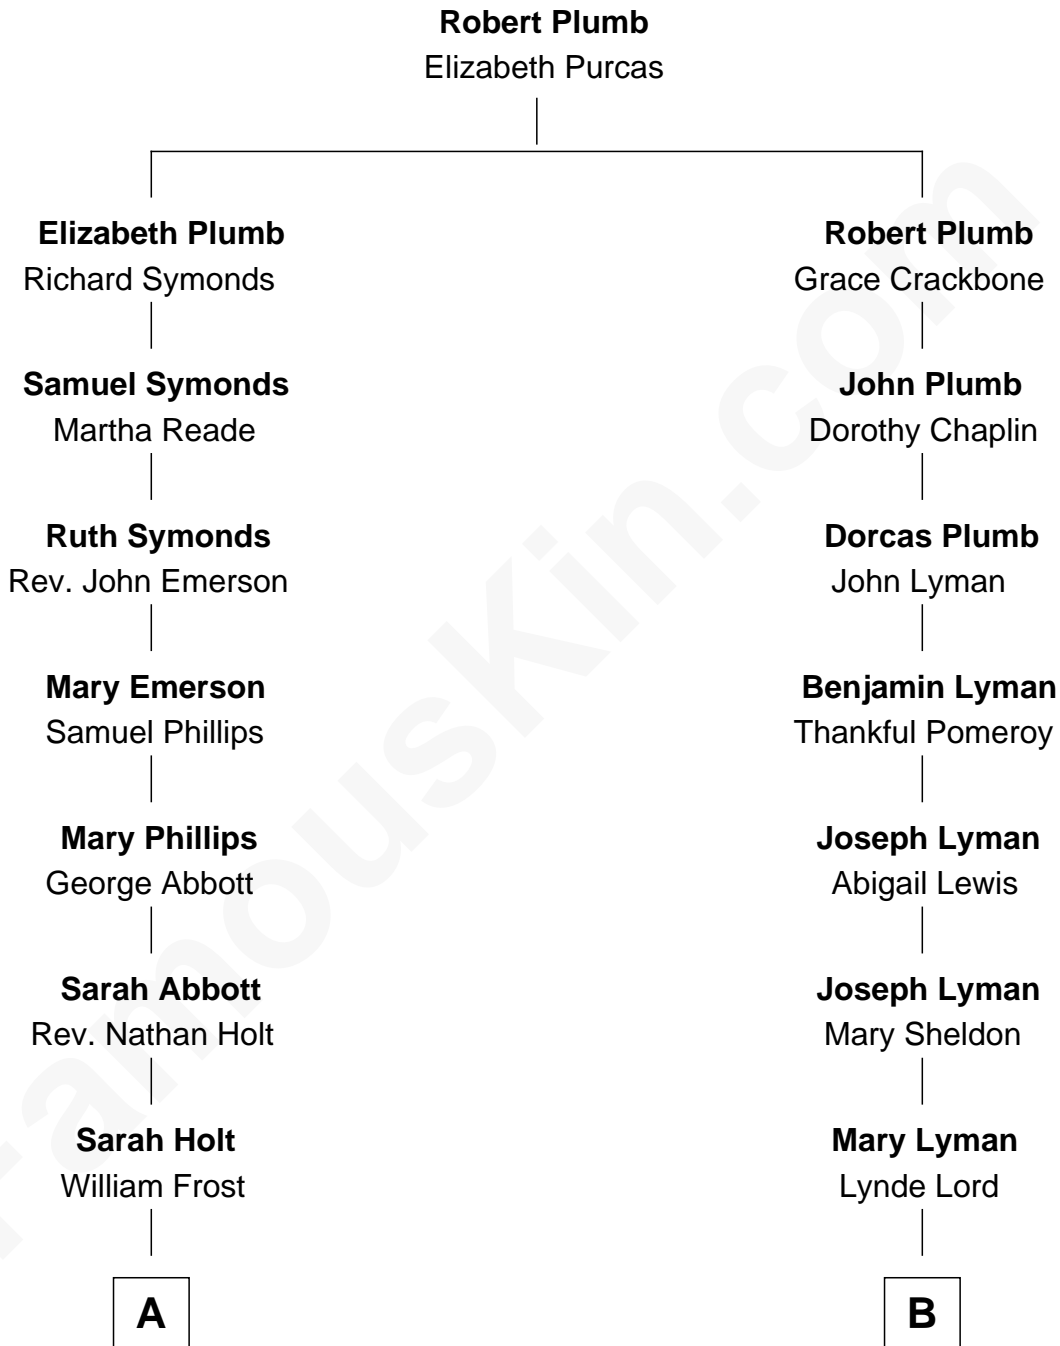 Robert Plumb
Elizabeth Purcas
Elizabeth Plumb
Richard Symonds
Robert Plumb
Grace Crackbone
Samuel Symonds
Martha Reade
John Plumb
Dorothy Chaplin
Ruth Symonds
Rev. John Emerson
Dorcas Plumb
John Lyman
Mary Emerson
Samuel Phillips
Benjamin Lyman
Thankful Pomeroy
Mary Phillips
George Abbott
Joseph Lyman
Abigail Lewis
Sarah Abbott
Rev. Nathan Holt
Joseph Lyman
Mary Sheldon
Sarah Holt
William Frost
Mary Lyman
Lynde Lord
A
B
FamousKin.com